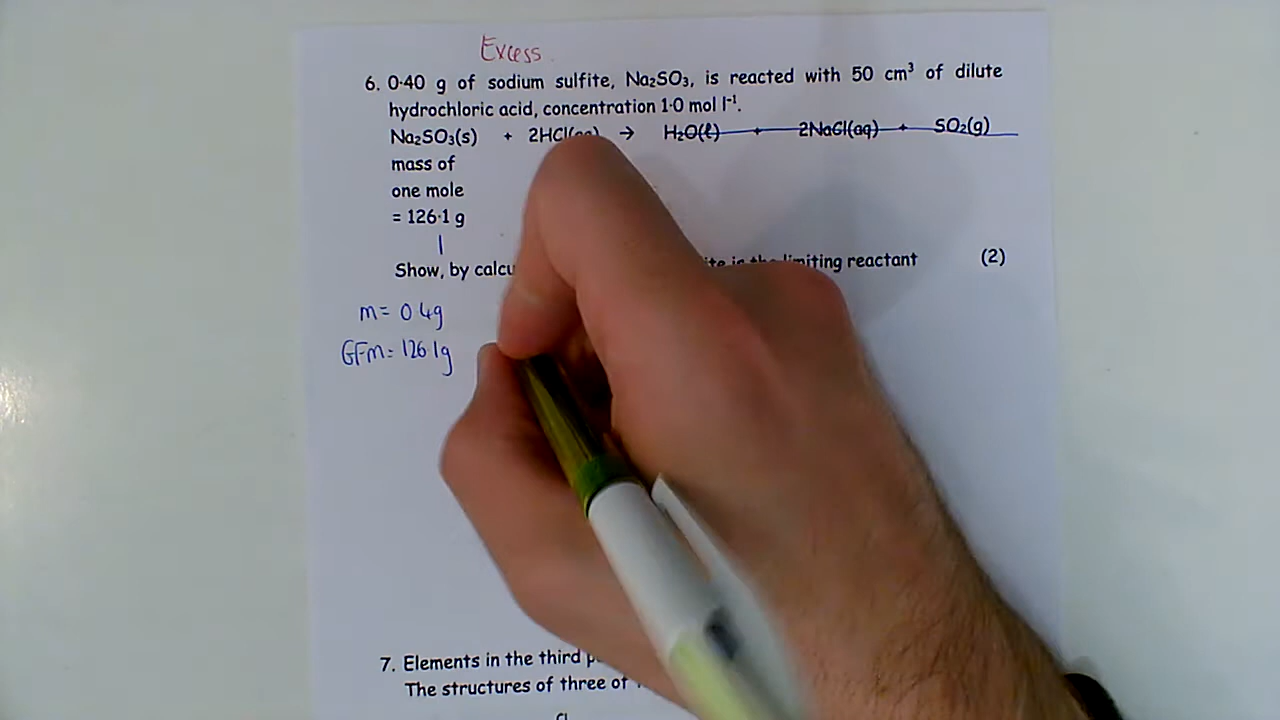 Excess
6. 0·40 g of sodium sulfite, Na₂SO₃, is reacted with 50 cm³ of dilute
hydrochloric acid, concentration 1·0 mol l⁻¹.
Na₂SO₃(s) + 2HCl(aq) → H₂O(ℓ) + 2NaCl(aq) + SO₂(g)
mass of
one mole
= 126·1 g
1
Show, by calcu is the limiting reactant (2)
m= 0.4g
GFM= 126.1g
7. Elements in the third
The structures of three of
Cl